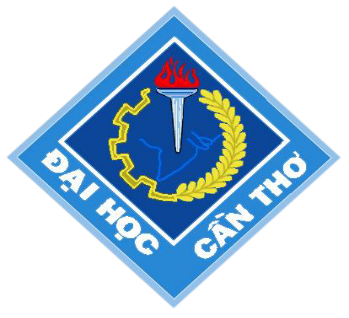 ĐẠI HỌC
CẦN THƠ